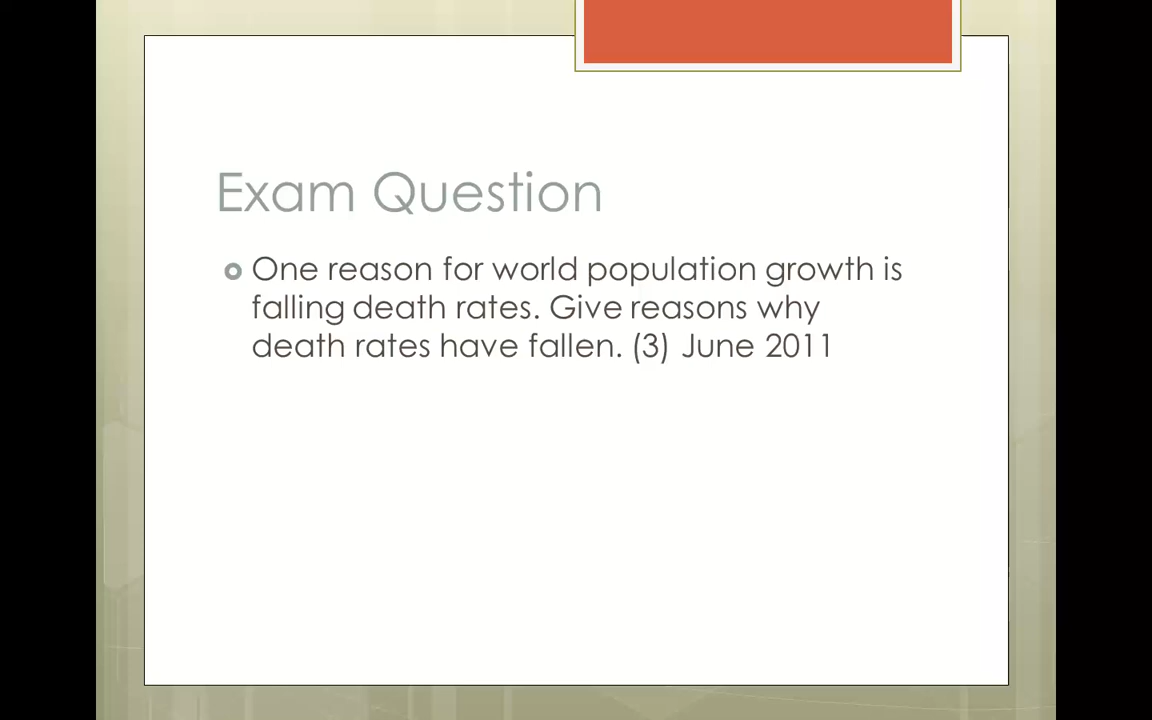 Exam Question
One reason for world population growth is
falling death rates. Give reasons why
death rates have fallen. (3) June 2011